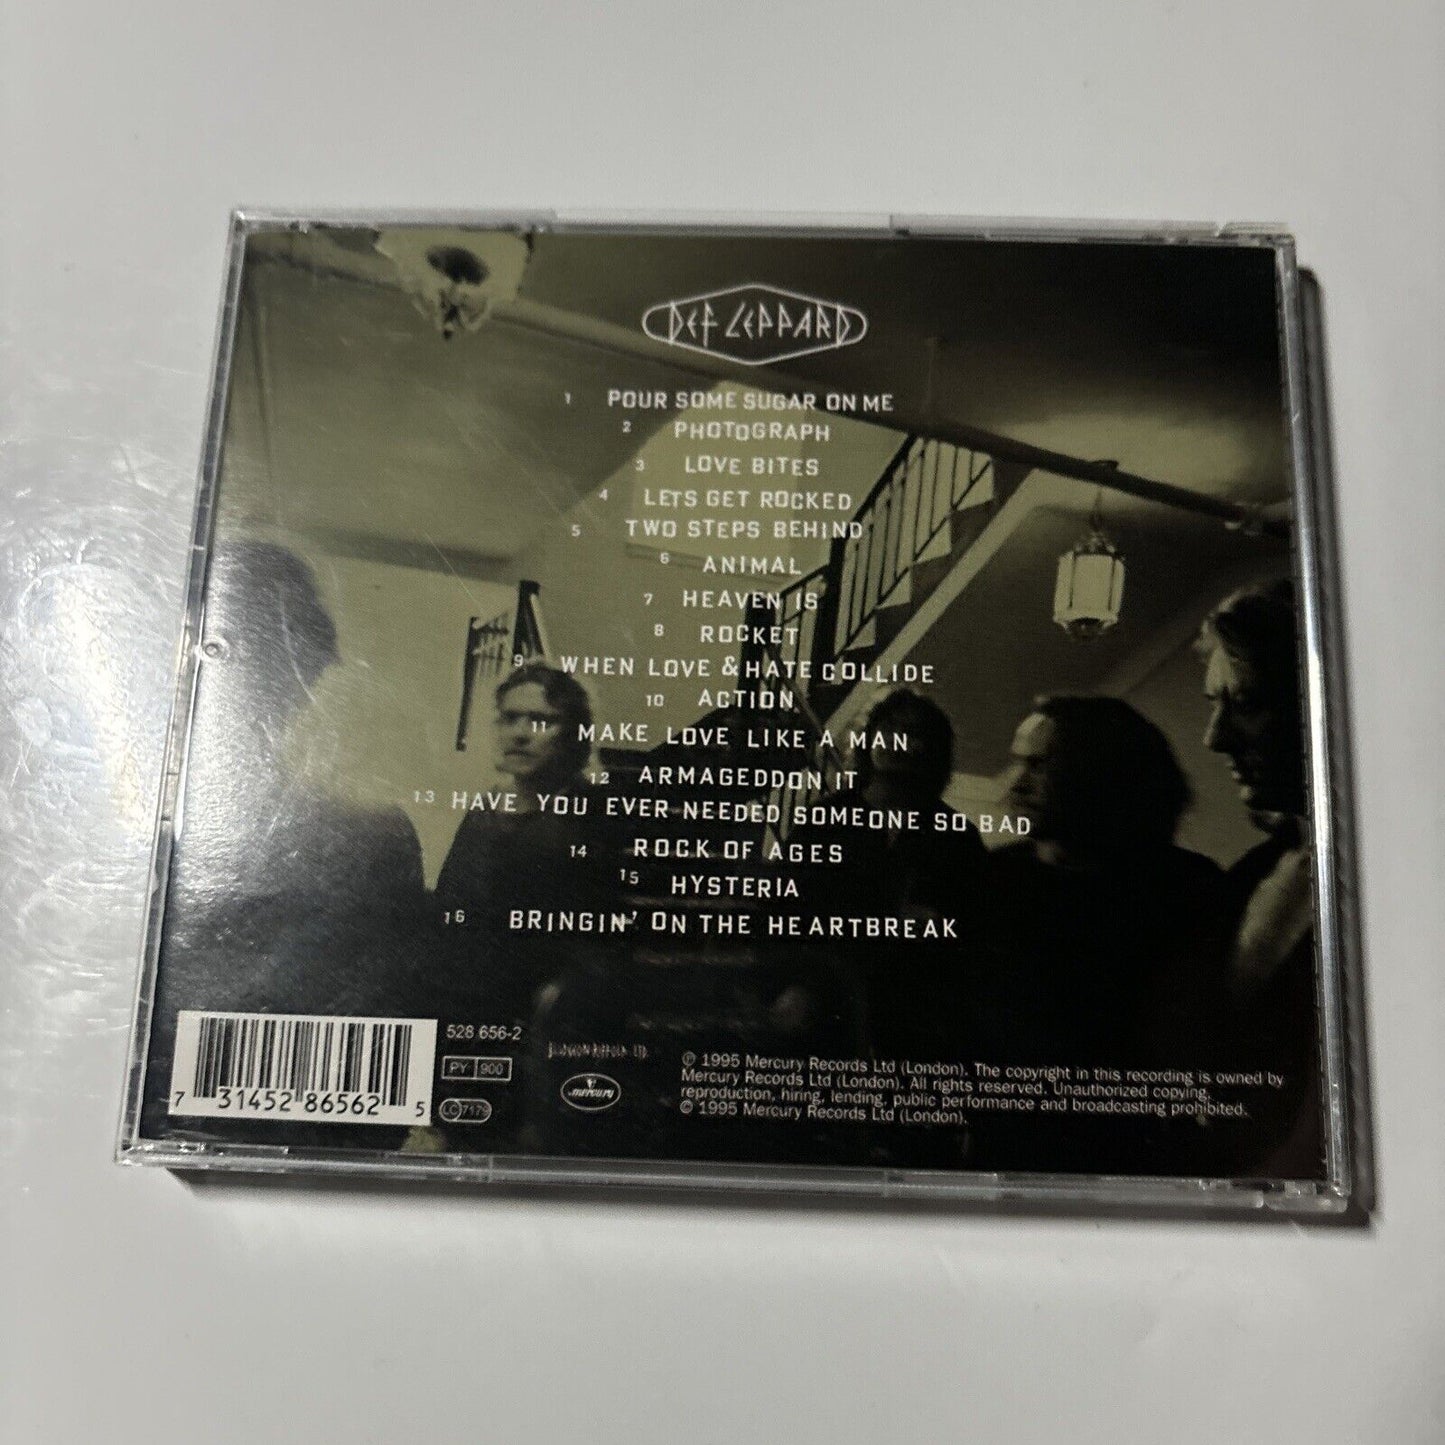 DEF LEPPARD
1 POUR SOME SUGAR ON ME
2 PHOTOGRAPH
3 LOVE BITES
4 LETS GET ROCKED
5 TWO STEPS BEHIND
6 ANIMAL
7 HEAVEN IS
8 ROCKET
9 WHEN LOVE & HATE COLLIDE
10 ACTION
11 MAKE LOVE LIKE A MAN
12 ARMAGEDDON IT
13 HAVE YOU EVER NEEDED SOMEONE SO BAD
14 ROCK OF AGES
15 HYSTERIA
16 BRINGIN' ON THE HEARTBREAK
7 31452 86562 5
528 656-2
PY 900
LC 7179
LTD.
mercury
℗ 1995 Mercury Records Ltd (London). The copyright in this recording is owned by
Mercury Records Ltd (London). All rights reserved. Unauthorized copying,
reproduction, hiring, lending, public performance and broadcasting prohibited.
© 1995 Mercury Records Ltd (London).